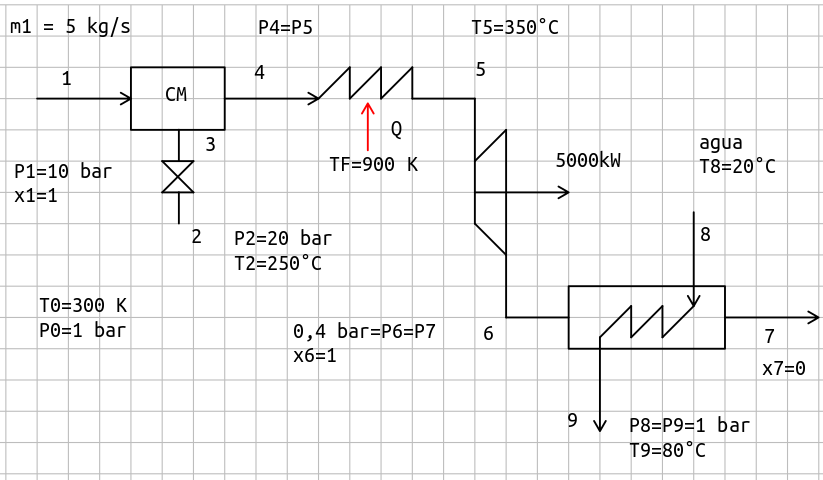 m1 = 5 kg/s
P4=P5
T5=350°C
1
CM
4
5
3
Q
TF=900 K
5000kW
agua
T8=20°C
P1=10 bar
x1=1
2
P2=20 bar
T2=250°C
8
T0=300 K
P0=1 bar
0,4 bar=P6=P7
x6=1
6
7
x7=0
9
P8=P9=1 bar
T9=80°C